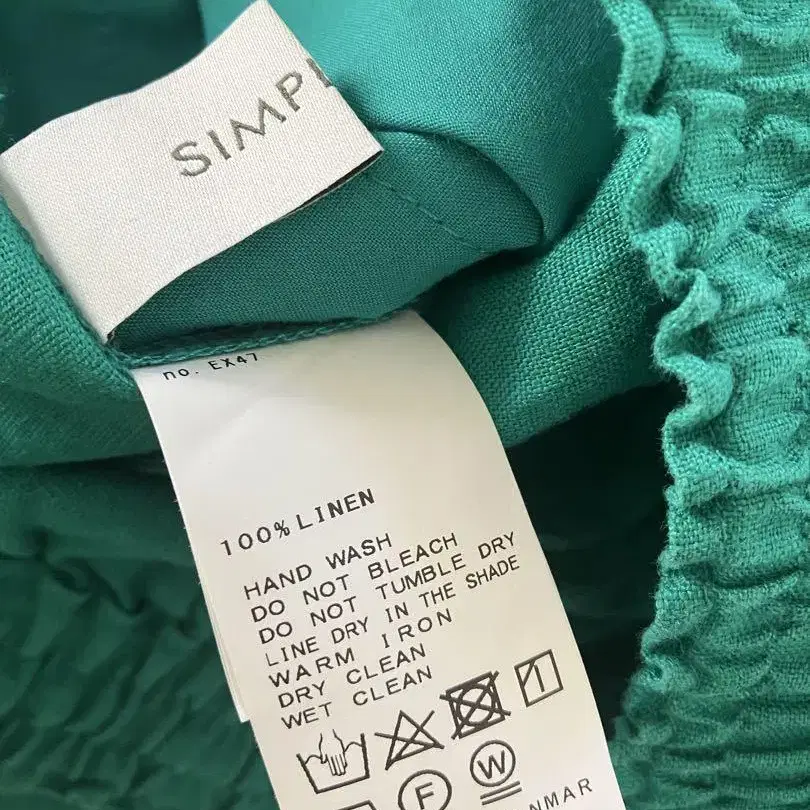 SIMPL
no. EX47
100% LINEN
HAND WASH
DO NOT BLEACH
DO NOT TUMBLE DRY
LINE DRY IN THE SHADE
WARM IRON
DRY CLEAN
WET CLEAN
F
W
NMAR